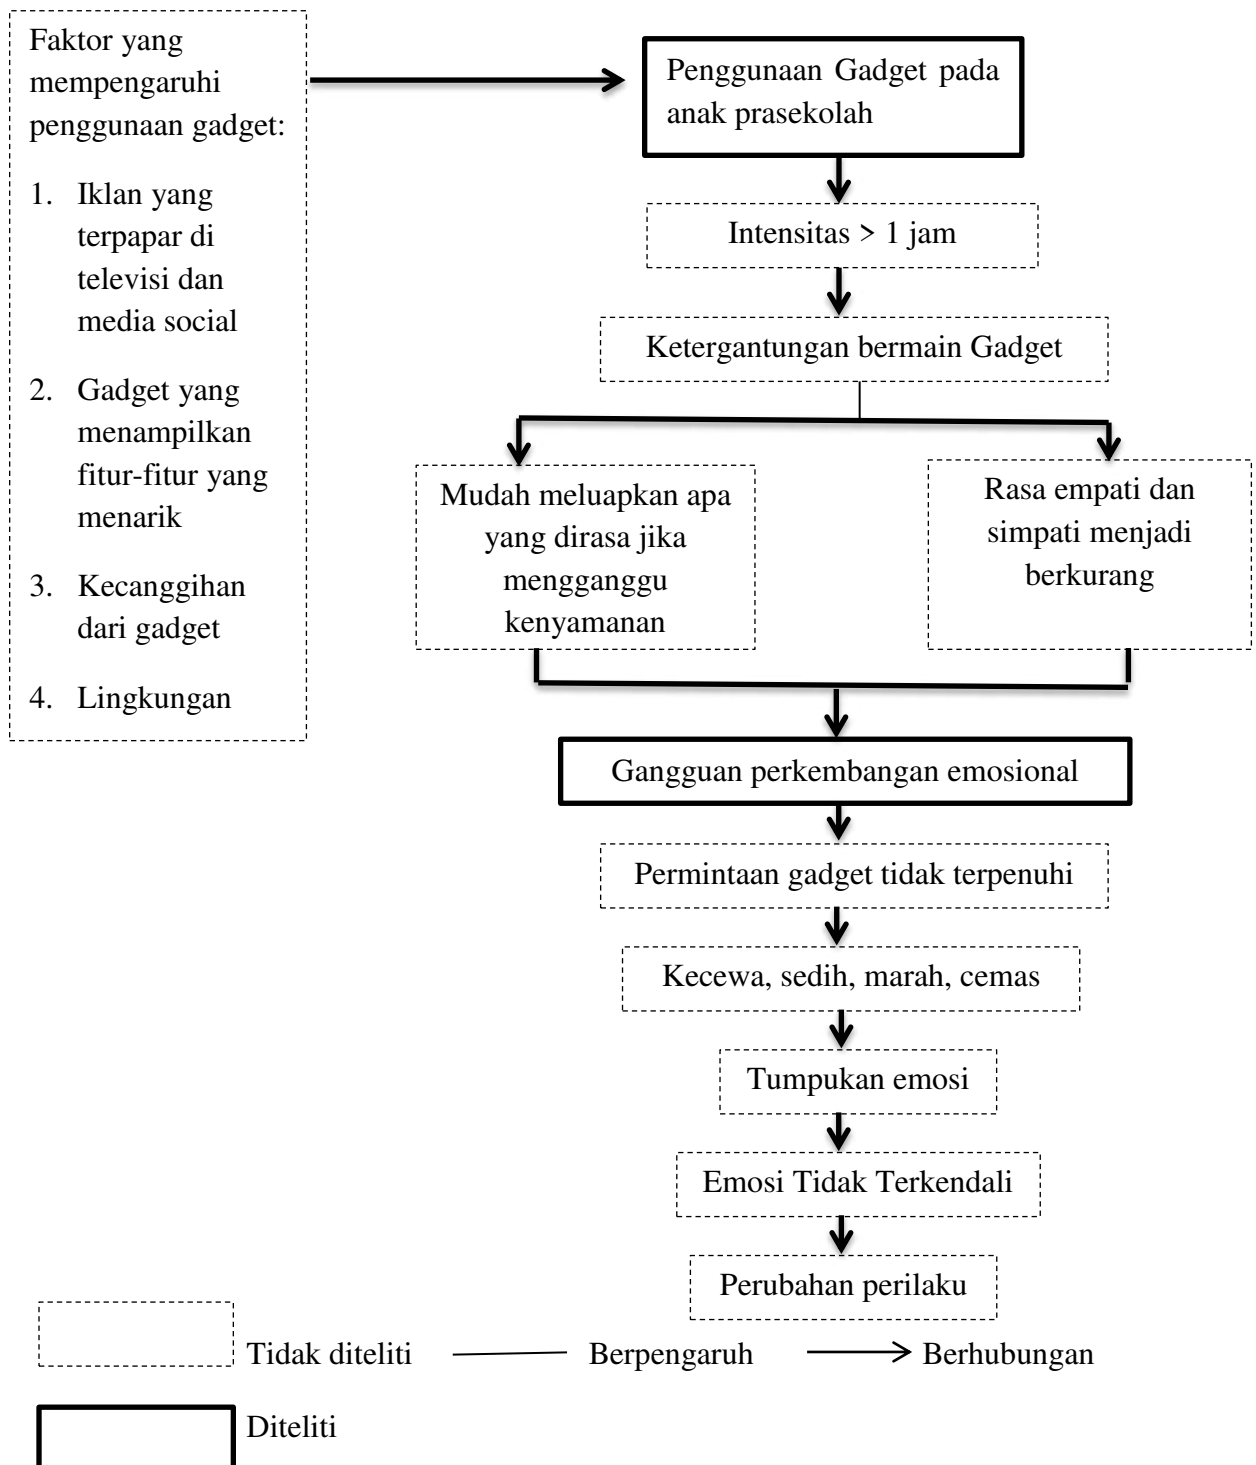 Faktor yang
mempengaruhi
penggunaan gadget:
1. Iklan yang
terpapar di
televisi dan
media social
2. Gadget yang
menampilkan
fitur-fitur yang
menarik
3. Kecanggihan
dari gadget
4. Lingkungan
Penggunaan Gadget pada
anak prasekolah
Intensitas > 1 jam
Ketergantungan bermain Gadget
Mudah meluapkan apa
yang dirasa jika
mengganggu
kenyamanan
Rasa empati dan
simpati menjadi
berkurang
Gangguan perkembangan emosional
Permintaan gadget tidak terpenuhi
Kecewa, sedih, marah, cemas
Tumpukan emosi
Emosi Tidak Terkendali
Perubahan perilaku
Tidak diteliti
Berpengaruh
Berhubungan
Diteliti